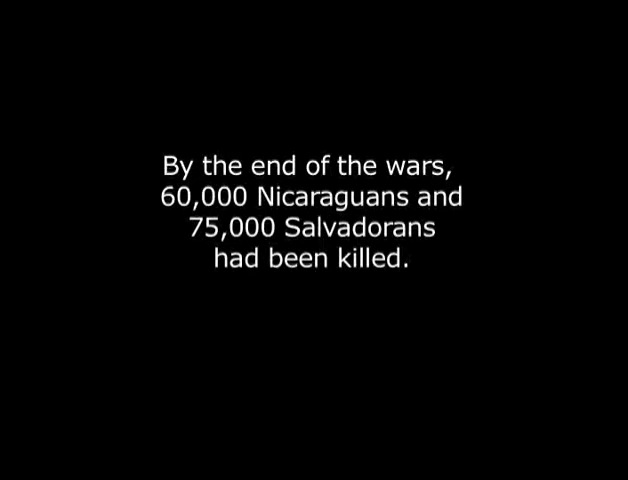 By the end of the wars,
60,000 Nicaraguans and
75,000 Salvadorans
had been killed.